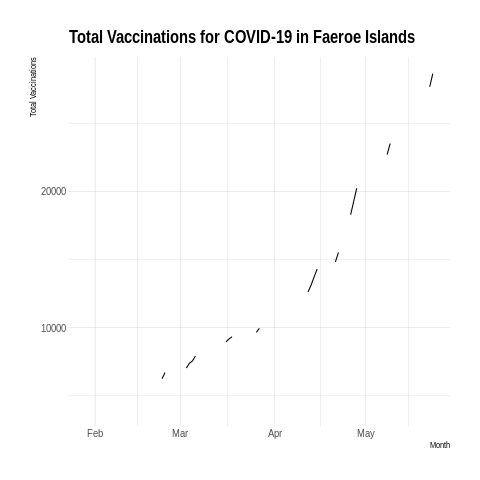 Total Vaccinations for COVID-19 in Faeroe Islands
Total Vaccinations
20000
10000
Feb Mar Apr May
Month